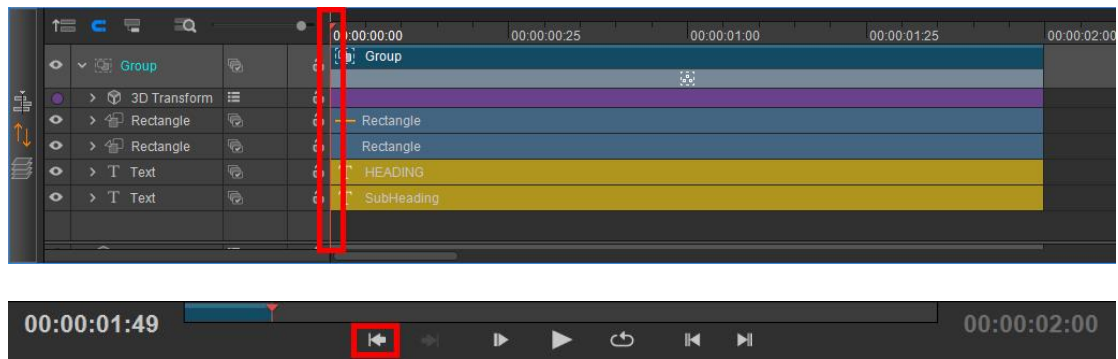 00:00:00:00 00:00:00:25 00:00:01:00 00:00:01:25 00:00:02:00
Group Group
3D Transform
Rectangle Rectangle
Rectangle Rectangle
T Text T HEADING
T Text T SubHeading
00:00:01:49 00:00:02:00